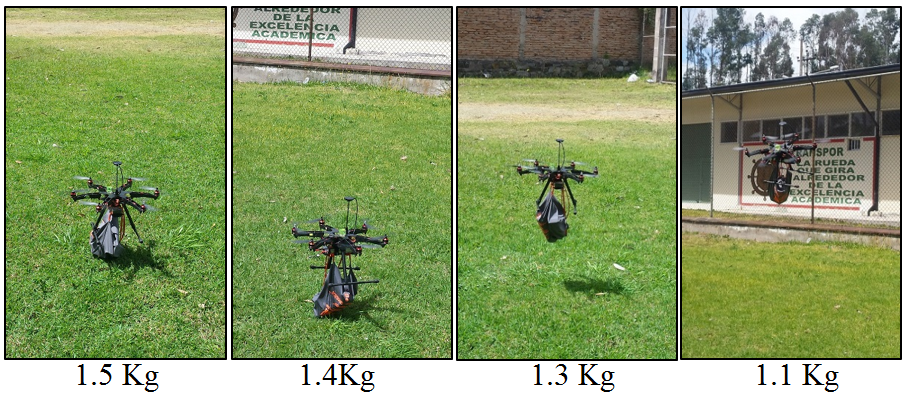 ALREDEDOR
DE LA
EXCELENCIA
ACADEMICA
TRANSPOR
LA RUEDA
QUE GIRA
ALREDEDOR
DE LA
EXCELENCIA
ACADEMICA
1.5 Kg
1.4Kg
1.3 Kg
1.1 Kg